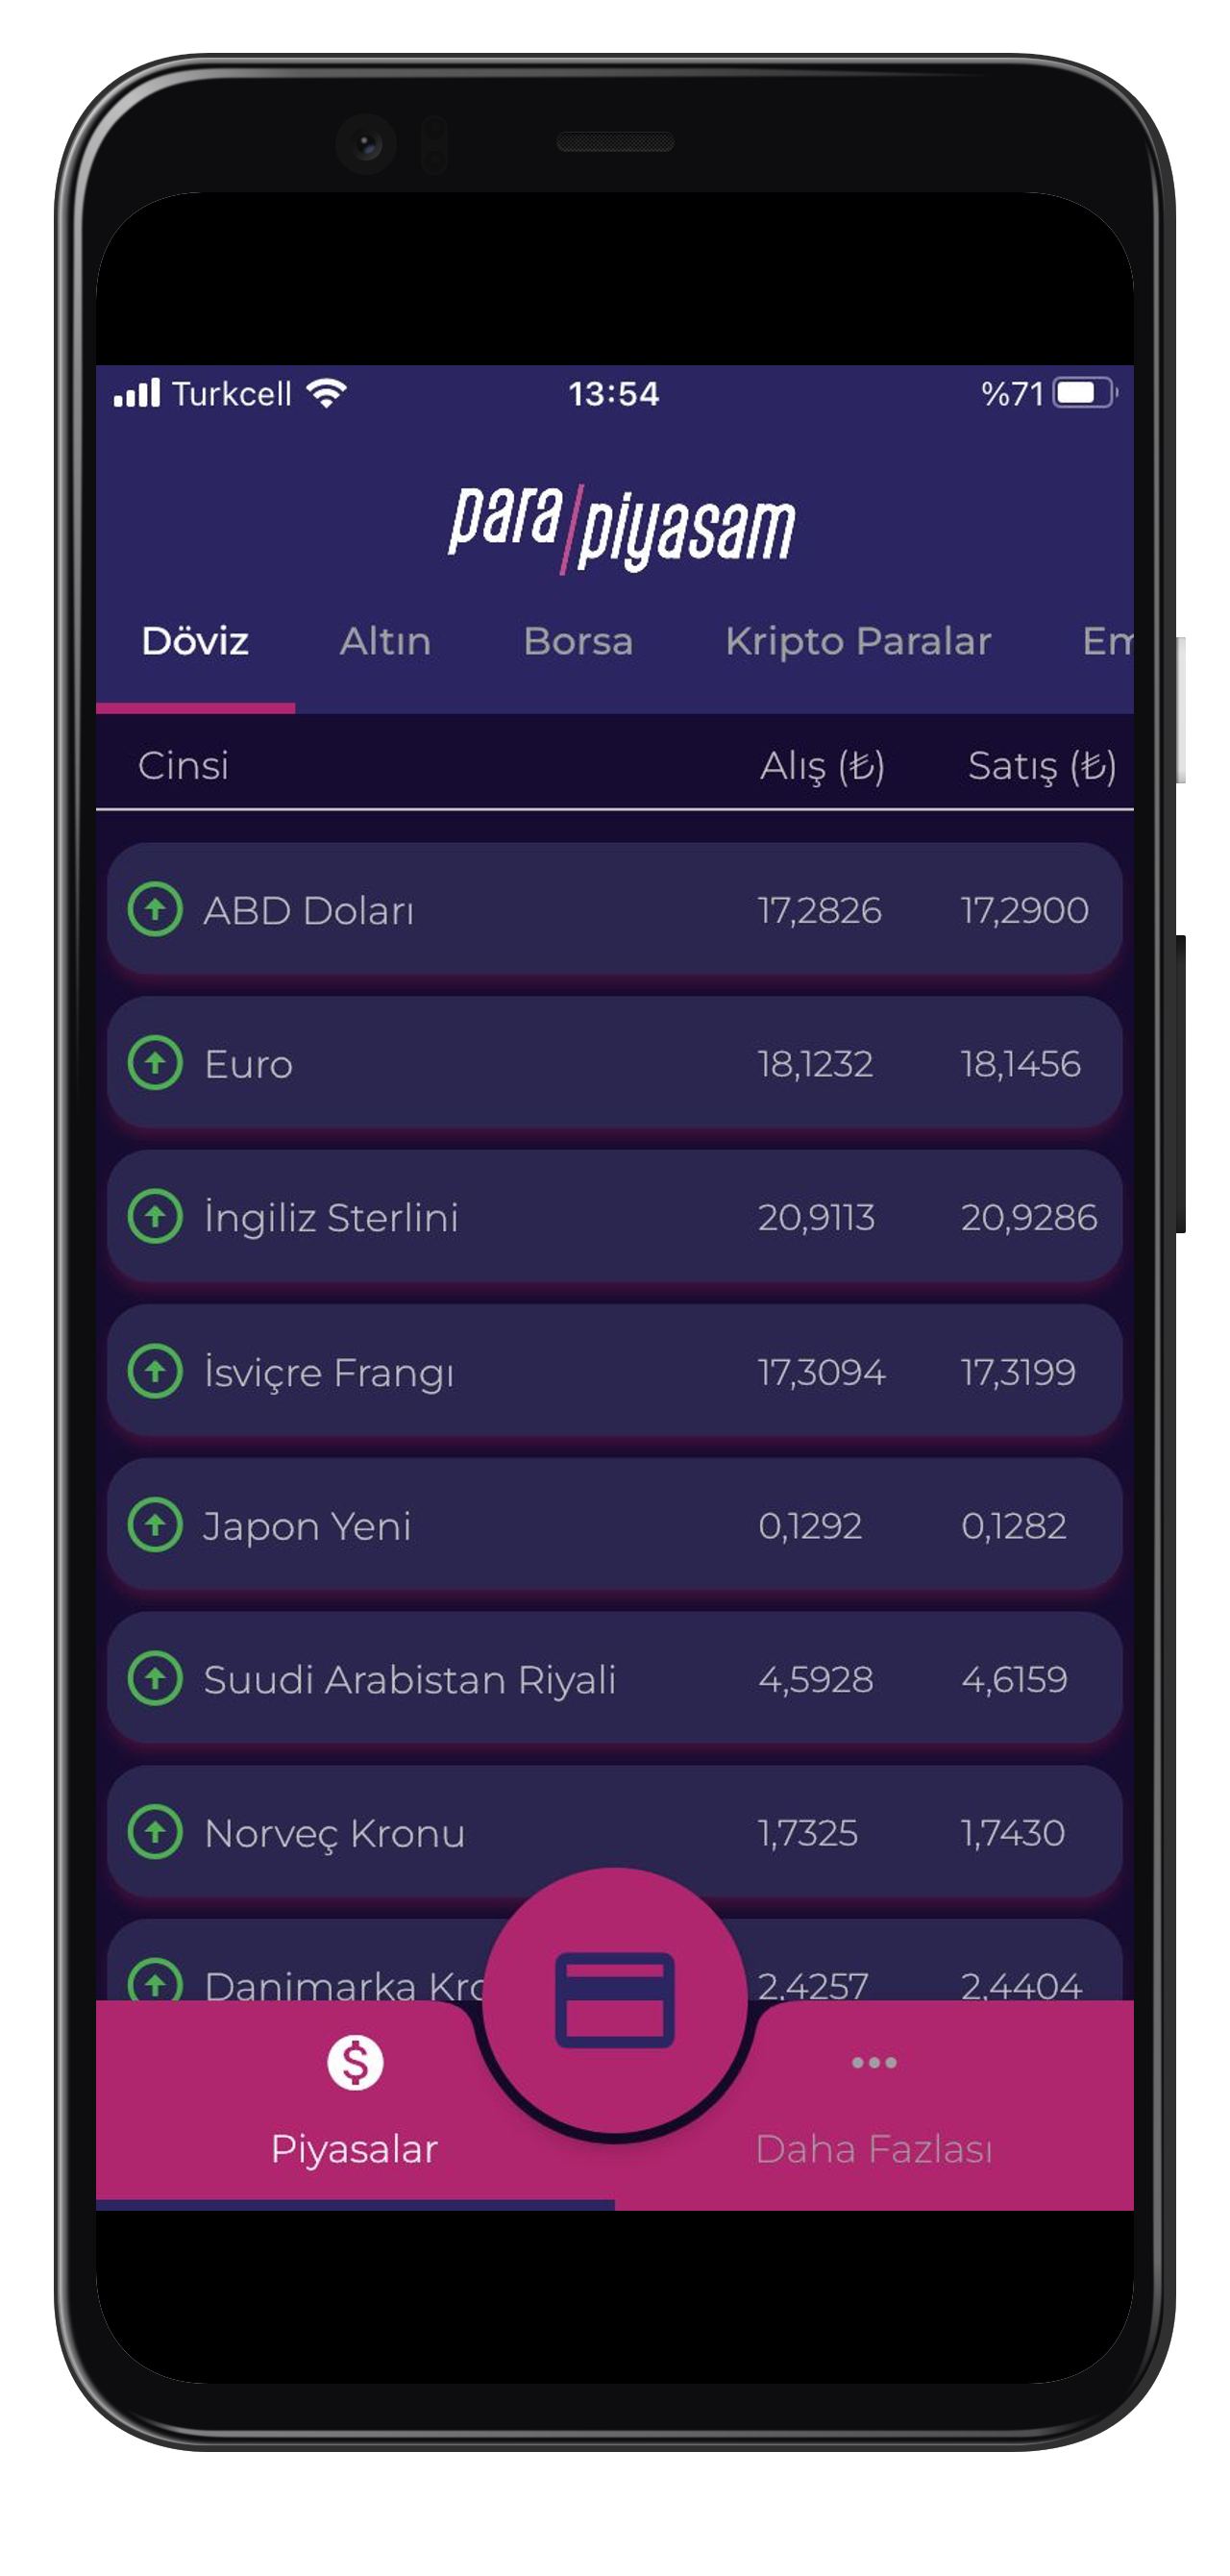 Turkcell 13:54 %71
para/piyasam
Döviz Altın Borsa Kripto Paralar Em
Cinsi Alış (₺) Satış (₺)
ABD Doları 17,2826 17,2900
Euro 18,1232 18,1456
İngiliz Sterlini 20,9113 20,9286
İsviçre Frangı 17,3094 17,3199
Japon Yeni 0,1292 0,1282
Suudi Arabistan Riyali 4,5928 4,6159
Norveç Kronu 1,7325 1,7430
Danimarka Kro 2,4257 2,4404
Piyasalar Daha Fazlası